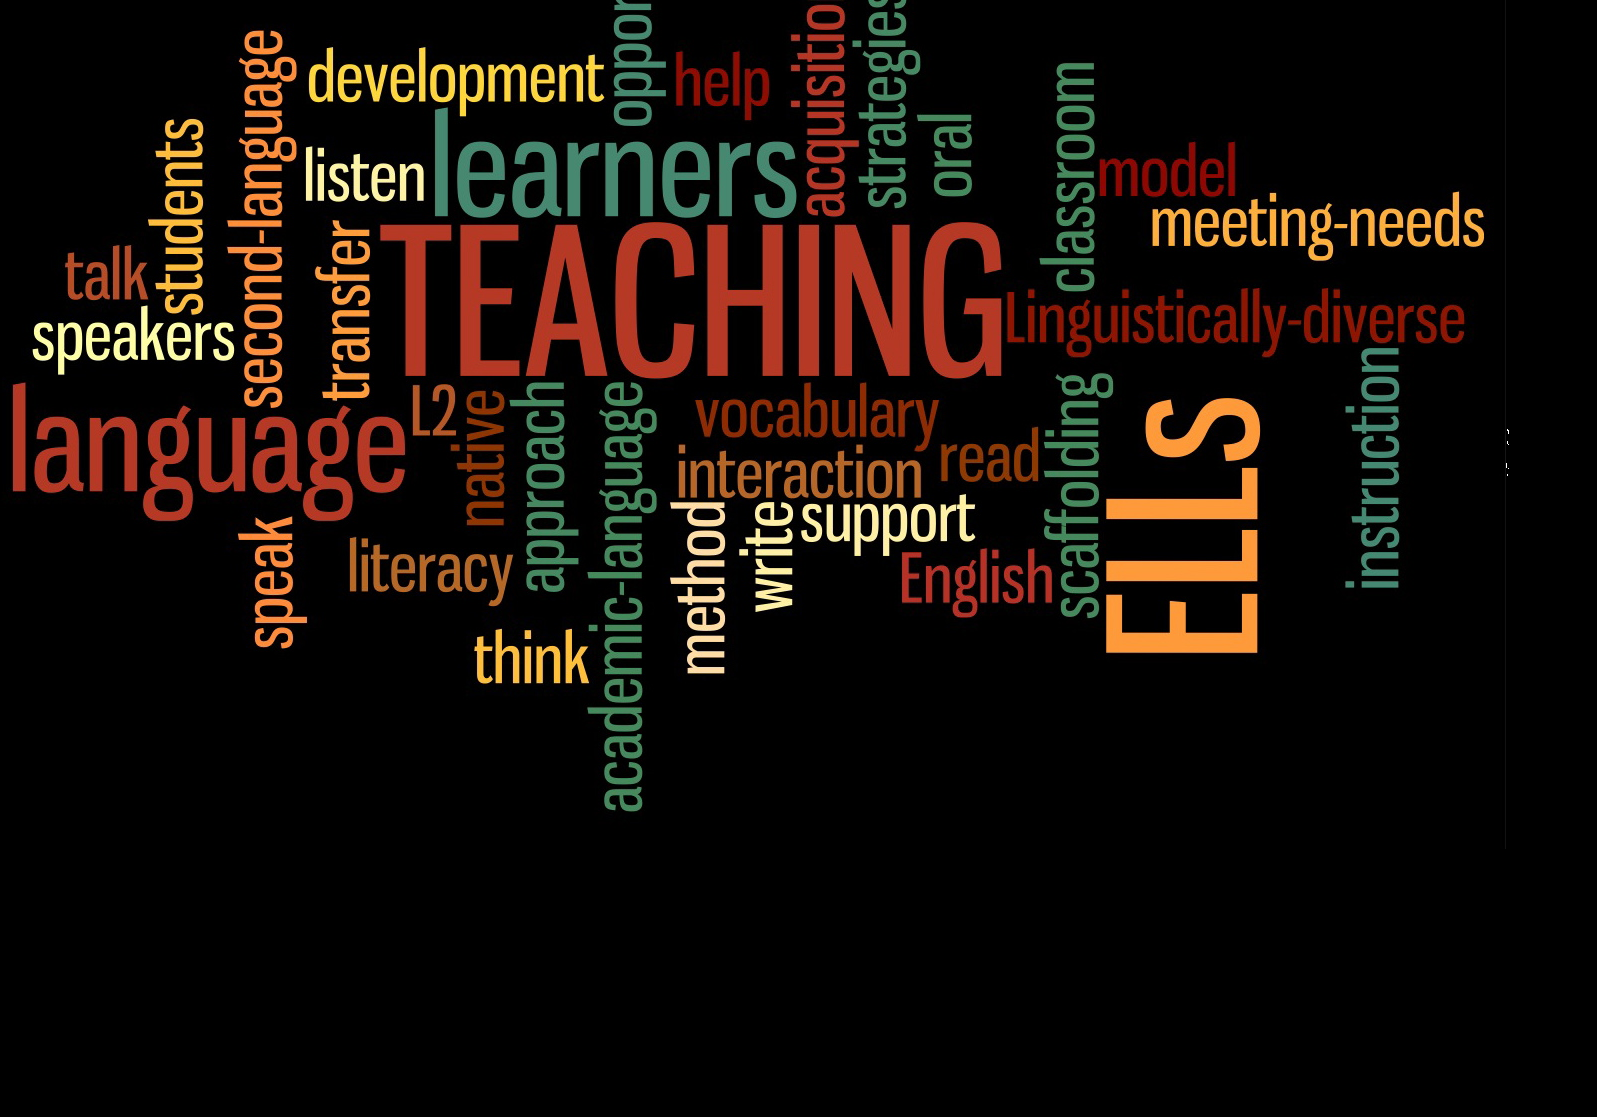 development
oppor
help
acquisitio
strategies
second-language
students
listen
learners
oral
classroom
model
meeting-needs
talk
transfer
TEACHING
Linguistically-diverse
speakers
language
L2
native
approach
academic-language
vocabulary
interaction
read
scaffolding
ELLS
instruction
speak
literacy
method
write
support
English
think